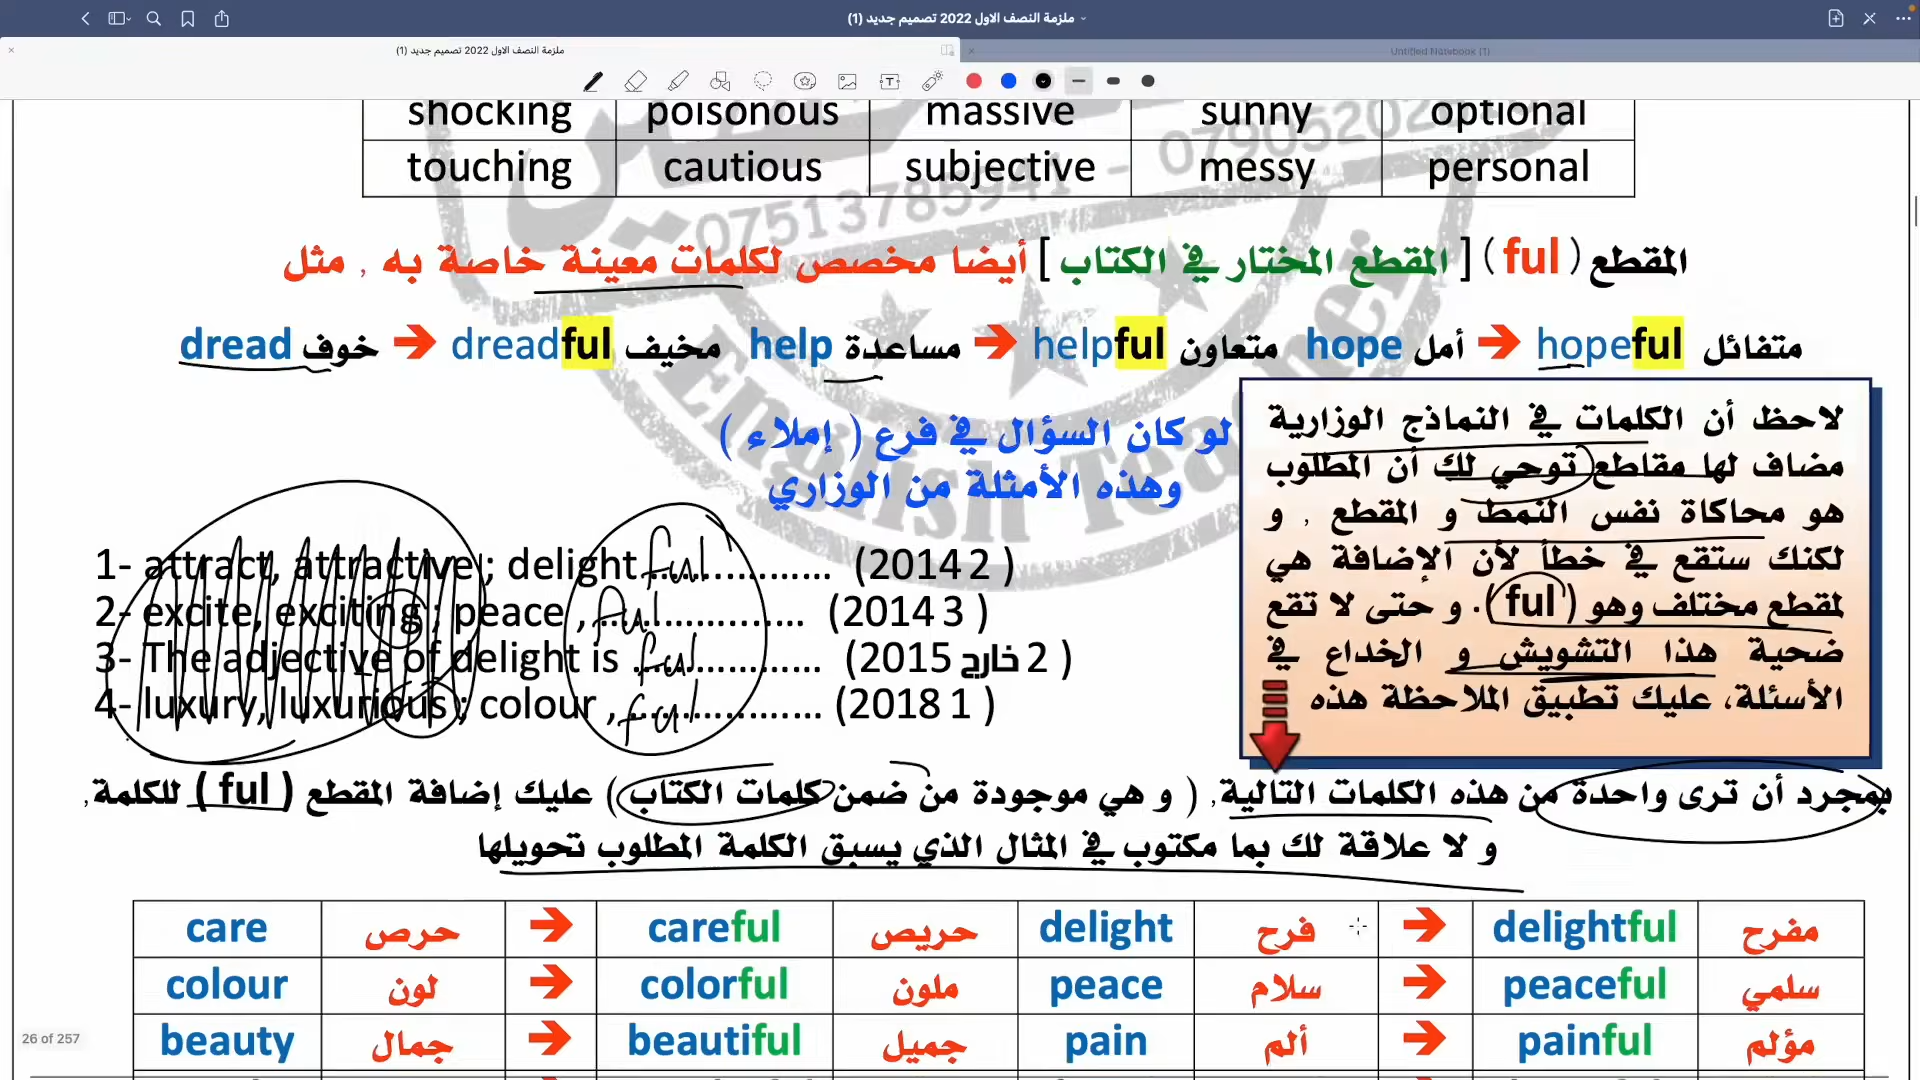 ملزمة النصف الاول 2022 تصميم جديد (1)
ملزمة النصف الاول 2022 تصميم جديد (1)
Untitled Notebook (1)
shocking poisonous massive sunny optional
touching cautious subjective messy personal
المقطع (ful) [المقطع المختار في الكتاب] أيضا مخصص لكلمات معينة خاصة به , مثل
dread خوف ➔ dreadful مخيف help مساعدة ➔ helpful متعاون hope أمل ➔ hopeful متفائل
لو كان السؤال في فرع ( إملاء )
وهذه الأمثلة من الوزاري
1- attract, attractive ; delight ful ................. (2014 2 )
2- excite, exciting ; peace , ful ................. (2014 3 )
3- The adjective of delight is ful ................. (2015 خارج 2 )
4- luxury, luxurious ; colour , ful ................. (2018 1 )
لاحظ أن الكلمات في النماذج الوزارية
مضاف لها مقاطع توحي لك أن المطلوب
هو محاكاة نفس النمط و المقطع , و
لكنك ستقع في خطأ لأن الإضافة هي
لمقطع مختلف وهو (ful). و حتى لا تقع
ضحية هذا التشويش و الخداع في
الأسئلة، عليك تطبيق الملاحظة هذه
بمجرد أن ترى واحدة من هذه الكلمات التالية, ( و هي موجودة من ضمن كلمات الكتاب ) عليك إضافة المقطع ( ful ) للكلمة,
و لا علاقة لك بما مكتوب في المثال الذي يسبق الكلمة المطلوب تحويلها
care حرص ➔ careful حريص delight فرح ➔ delightful مفرح
colour لون ➔ colorful ملون peace سلام ➔ peaceful سلمي
beauty جمال ➔ beautiful جميل pain ألم ➔ painful مؤلم
26 of 257
07513785941 - 0790520
English Teacher